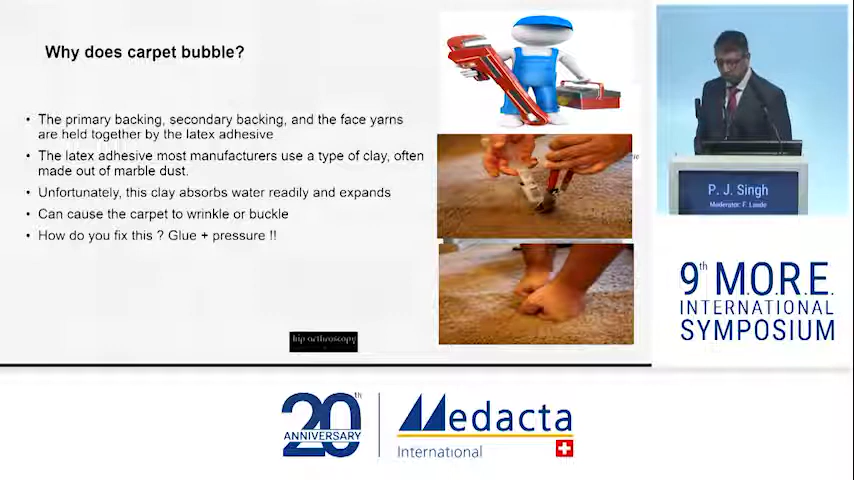 Why does carpet bubble?
• The primary backing, secondary backing, and the face yarns
are held together by the latex adhesive
• The latex adhesive most manufacturers use a type of clay, often
made out of marble dust.
• Unfortunately, this clay absorbs water readily and expands
• Can cause the carpet to wrinkle or buckle
• How do you fix this ? Glue + pressure !!
hip arthroscopy
P. J. Singh
Moderator: F. Laude
9th M.O.R.E.
INTERNATIONAL
SYMPOSIUM
20th
ANNIVERSARY
Medacta
International